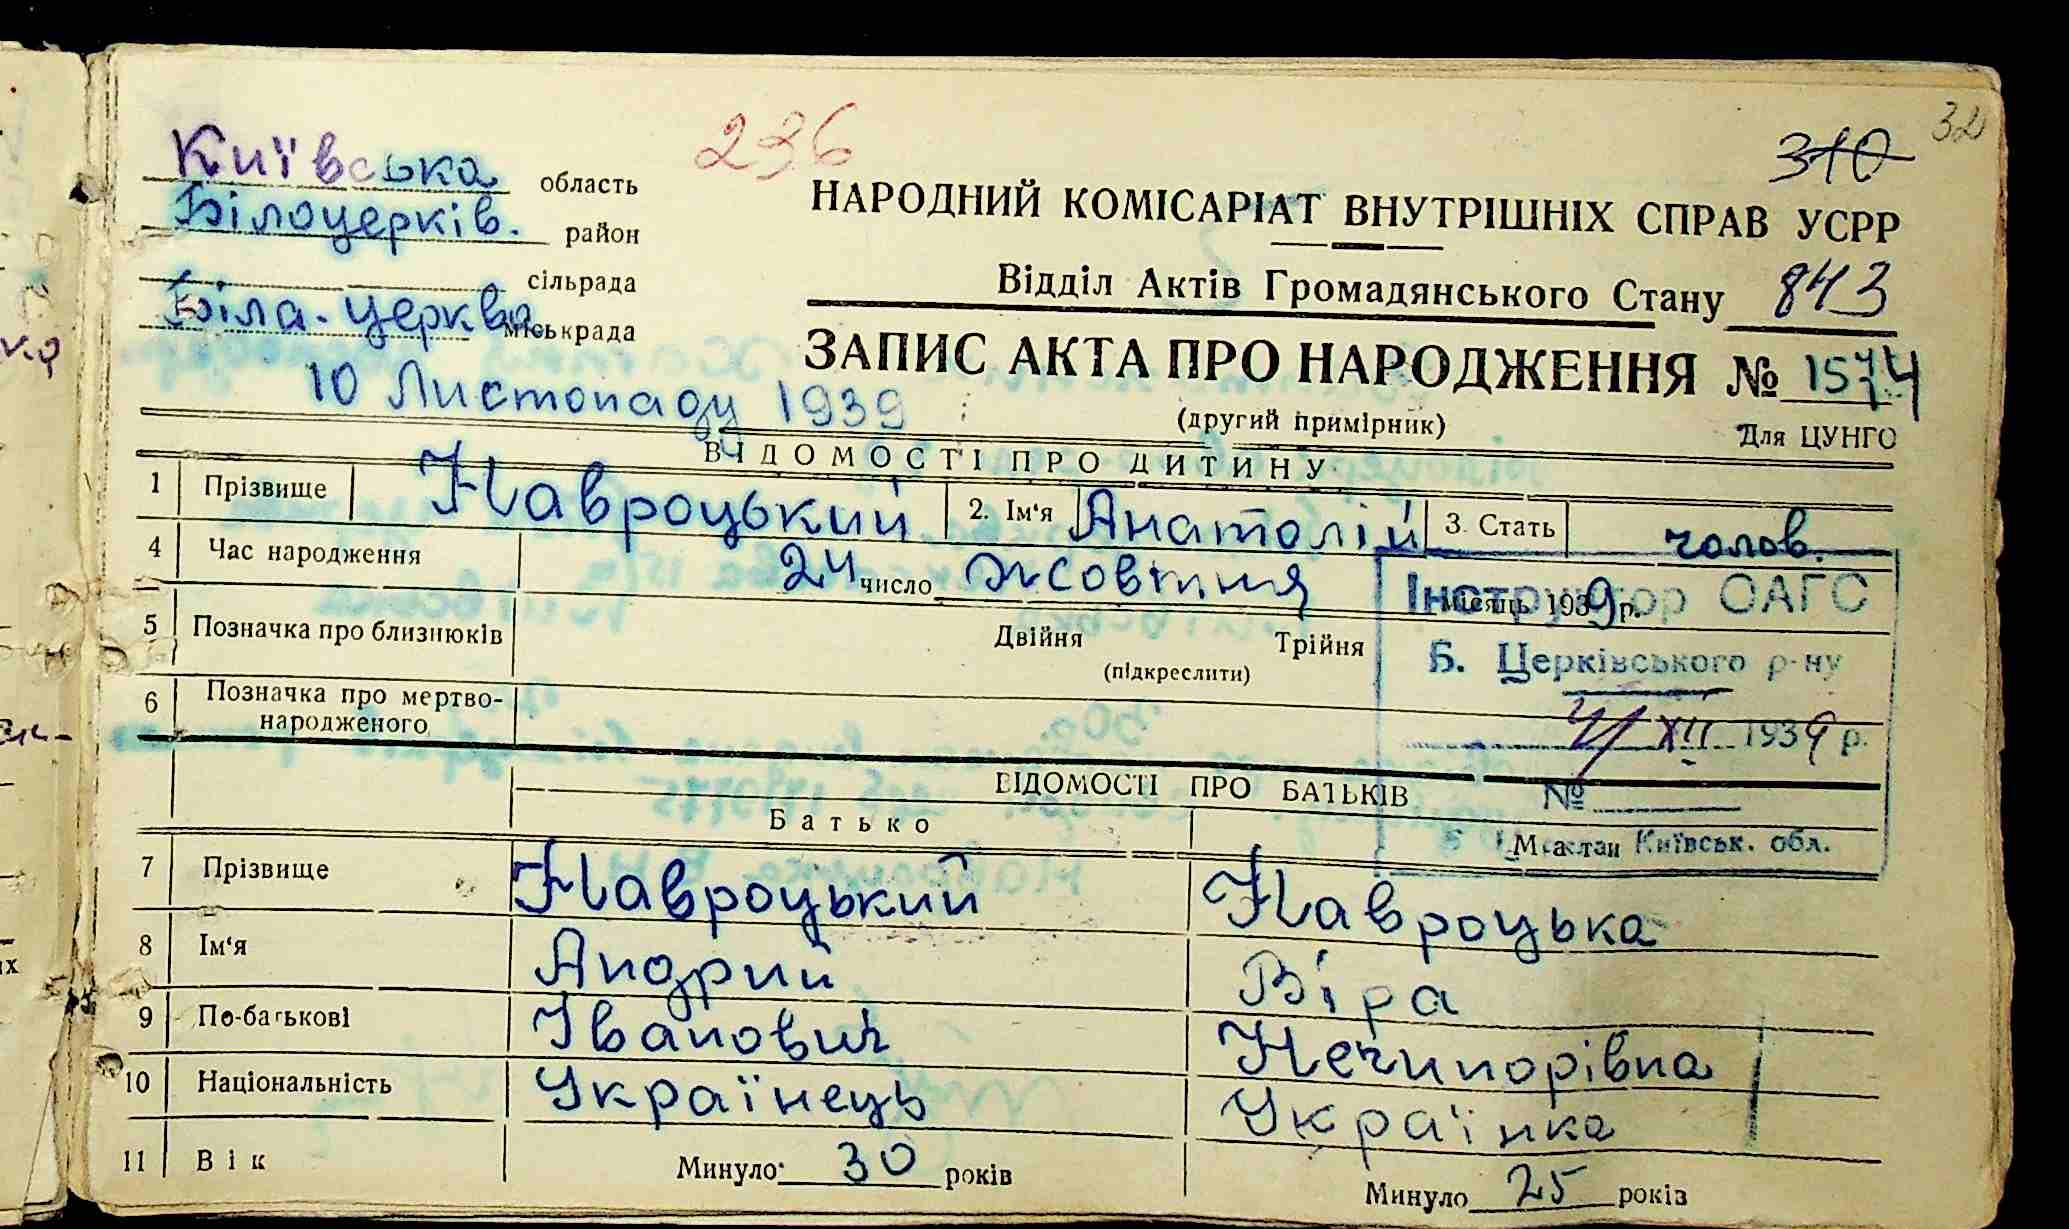 32
236
310
Київська область
Білоцерків. район
сільрада
Біла-Церква міськрада
НАРОДНИЙ КОМІСАРІАТ ВНУТРІШНІХ СПРАВ УСРР
Відділ Актів Громадянського Стану 843
ЗАПИС АКТА ПРО НАРОДЖЕННЯ № 1574
10 Листопаду 1939
(другий примірник) Для ЦУНГО
ВІДОМОСТІ ПРО ДИТИНУ
1 Прізвище Навроцький 2. Ім'я Анатолій 3. Стать чолов.
4 Час народження 24 число Жовтня місяць 1939 р.
Інструктор ОАГС
5 Позначка про близнюків Двійня Трійня
(підкреслити)
Б. Церківського р-ну
6 Позначка про мертво-
народженого
XII 1939 р.
ВІДОМОСТІ ПРО БАТЬКІВ
№
Батько
Київськ. обл.
7 Прізвище Навроцький Навроцька
8 Ім'я Андрий Віра
9 По-батькові Іванович Нечипорівна
10 Національність Українець Українка
11 Вік Минуло 30 років Минуло 25 років